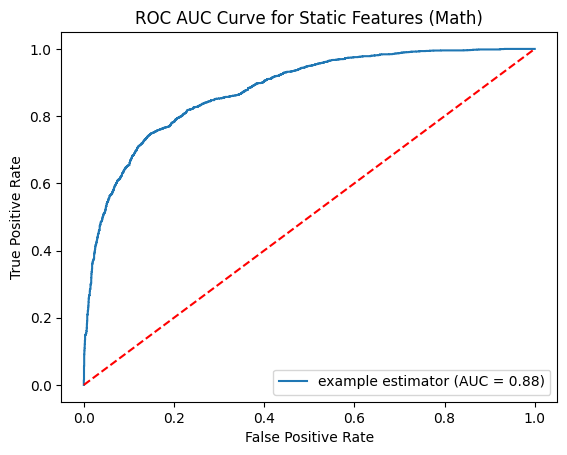 ROC AUC Curve for Static Features (Math)
True Positive Rate
1.0
0.8
0.6
0.4
0.2
0.0
example estimator (AUC = 0.88)
0.0 0.2 0.4 0.6 0.8 1.0
False Positive Rate